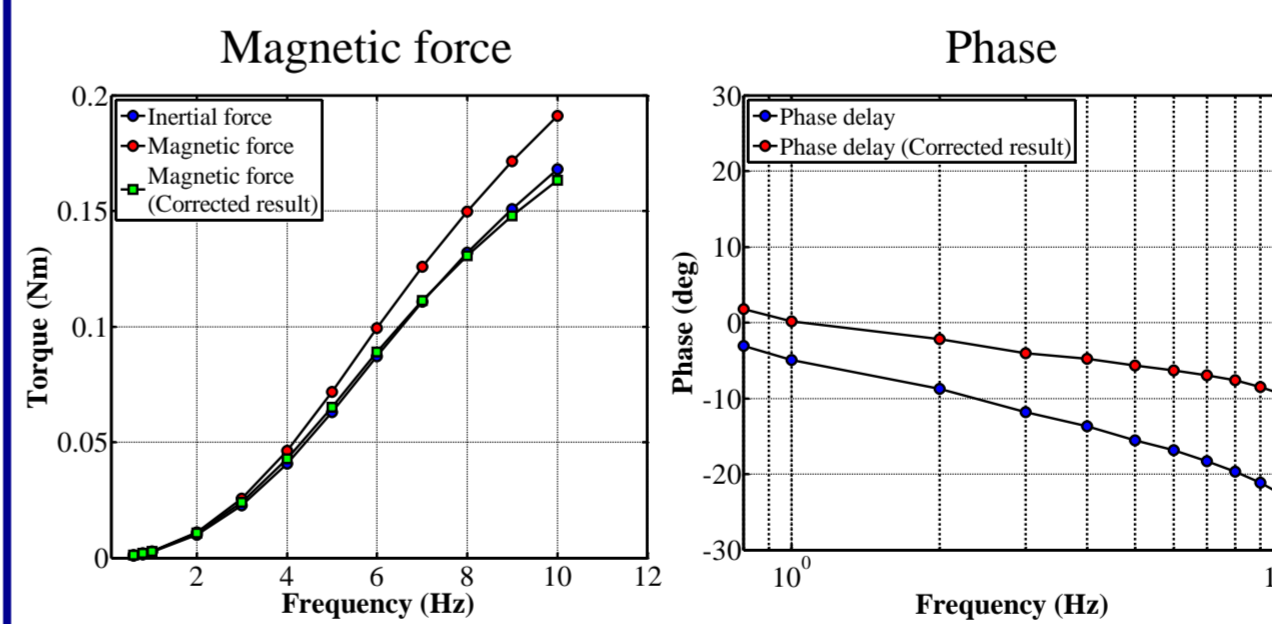 Magnetic force
Inertial force
Magnetic force
Magnetic force
(Corrected result)
0.2
0.15
0.1
0.05
0
Torque (Nm)
2 4 6 8 10 12
Frequency (Hz)
Phase
Phase delay
Phase delay (Corrected result)
30
20
10
0
-10
-20
-30
Phase (deg)
10⁰ 1
Frequency (Hz)